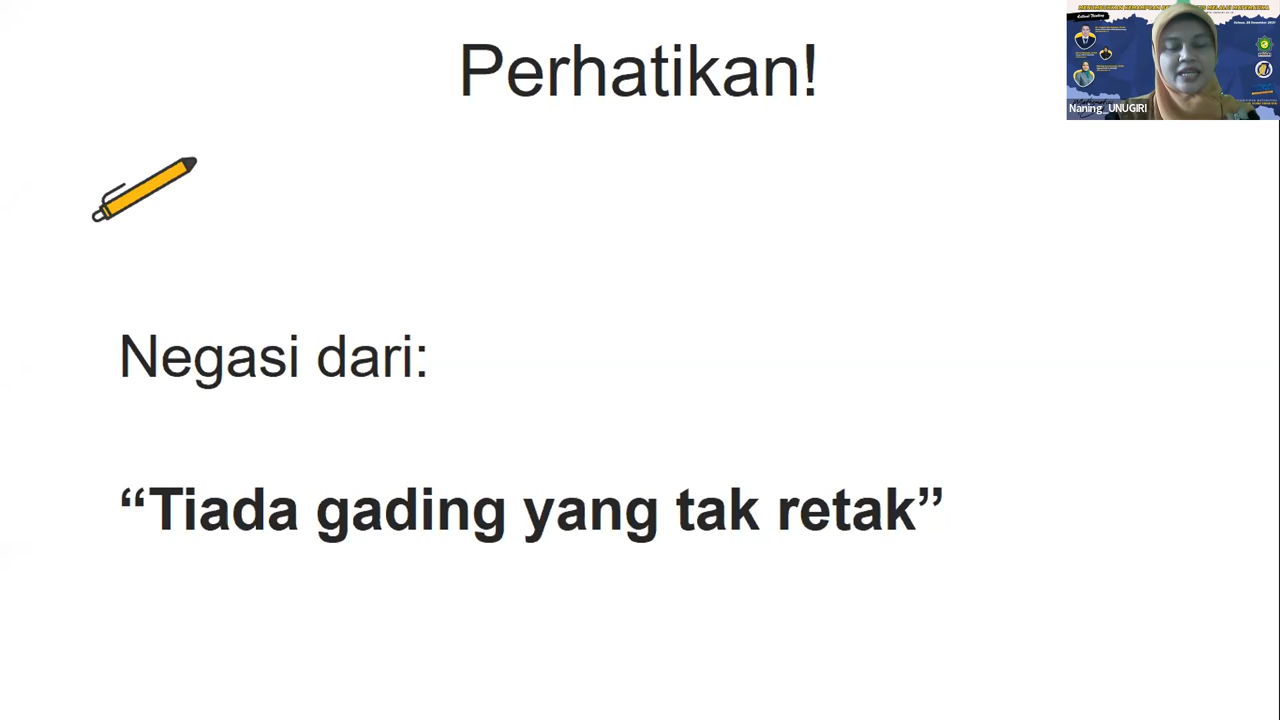 Perhatikan!
Naning_UNUGIRI
Negasi dari:
“Tiada gading yang tak retak”